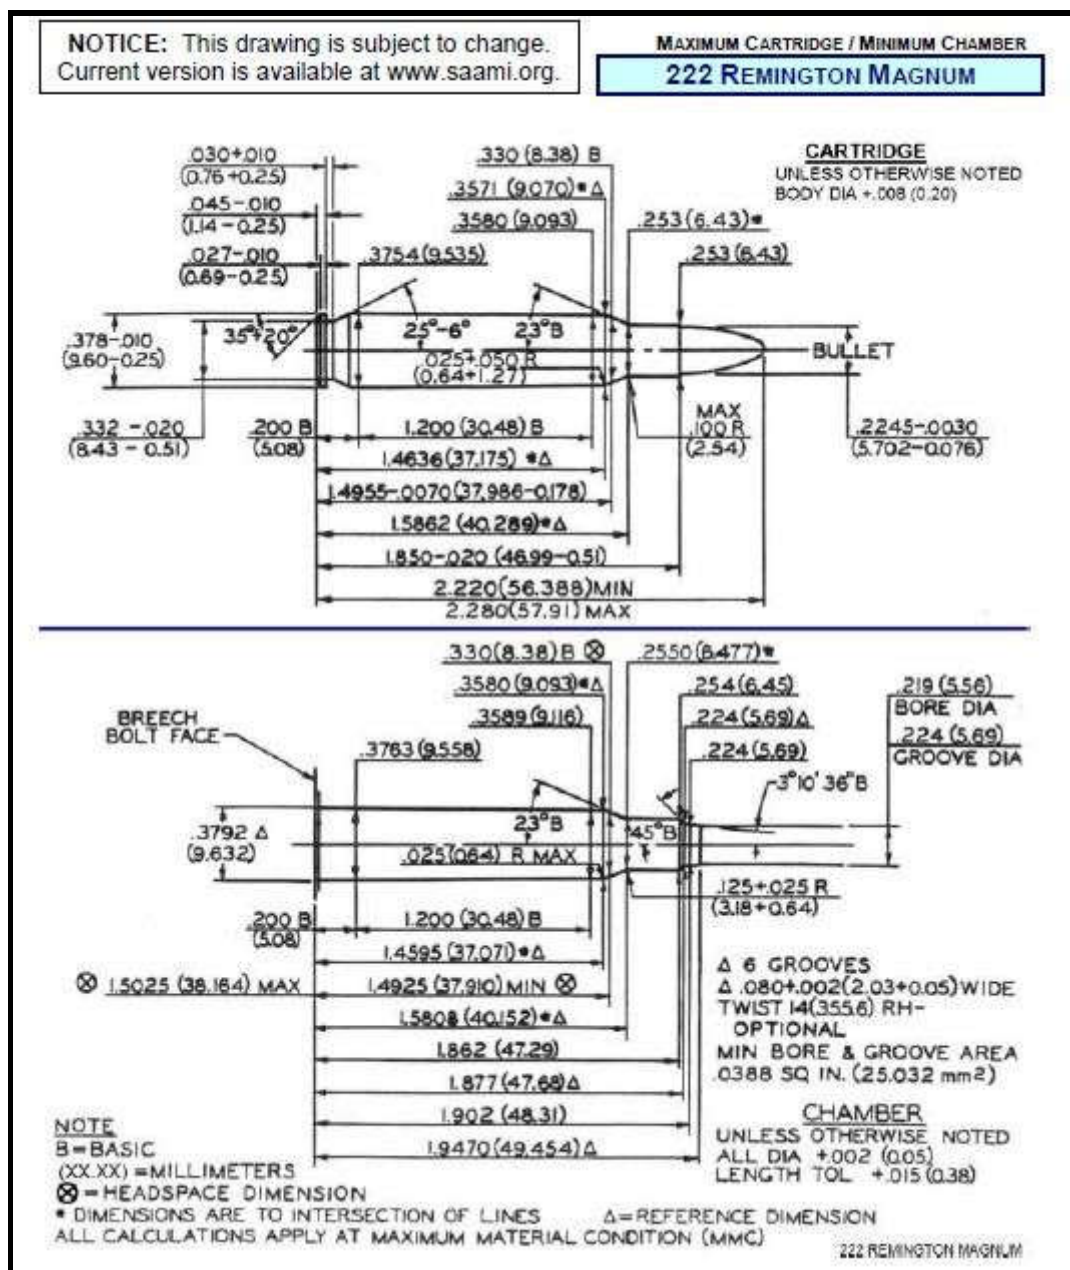 NOTICE: This drawing is subject to change.
Current version is available at www.saami.org.
MAXIMUM CARTRIDGE / MINIMUM CHAMBER
222 REMINGTON MAGNUM
CARTRIDGE
UNLESS OTHERWISE NOTED
BODY DIA +.008 (0.20)
.030+.010
(0.76+0.25)
.045-.010
(1.14-0.25)
.027-.010
(0.69-0.25)
.330 (8.38) B
.3571 (9.070)*Δ
.3580 (9.093)
.253 (6.43)*
.253 (6.43)
.3754 (9.535)
.378-.010
(9.60-0.25)
35°+20°
25°-6°
23°B
.025+.050 R
(0.64+1.27)
BULLET
.332 -.020
(8.43 - 0.51)
.200 B
(5.08)
1.200 (30.48) B
MAX
.100 R
(2.54)
.2245-.0030
(5.702-0.076)
1.4636 (37.175) *Δ
1.4955-.0070 (37.986-0.178)
1.5862 (40.289)*Δ
1.850-.020 (46.99-0.51)
2.220(56.388)MIN
2.280(57.91) MAX
.330(8.38) B ⊗
.3580 (9.093)*Δ
.3589 (9.116)
.2550 (6.477)*
.254 (6.45)
.224 (5.69)Δ
.224 (5.69)
.219 (5.56)
BORE DIA
.224 (5.69)
GROOVE DIA
BREECH
BOLT FACE
.3763 (9.558)
3°10'36"B
.3792 Δ
(9.632)
23°B
45°B
.025(0.64) R MAX
.125+.025 R
(3.18+0.64)
.200 B
(5.08)
1.200 (30.48) B
1.4595 (37.071)*Δ
⊗ 1.5025 (38.164) MAX
1.4925 (37.910) MIN ⊗
1.5808 (40.152)*Δ
1.862 (47.29)
1.877 (47.68)Δ
1.902 (48.31)
1.9470 (49.454) Δ
Δ 6 GROOVES
Δ .080+.002(2.03+0.05)WIDE
TWIST 14(355.6) RH-
OPTIONAL
MIN BORE & GROOVE AREA
.0388 SQ IN. (25.032 mm2)
CHAMBER
UNLESS OTHERWISE NOTED
ALL DIA +.002 (0.05)
LENGTH TOL +.015 (0.38)
NOTE
B=BASIC
(XX.XX)=MILLIMETERS
⊗=HEADSPACE DIMENSION
* DIMENSIONS ARE TO INTERSECTION OF LINES Δ=REFERENCE DIMENSION
ALL CALCULATIONS APPLY AT MAXIMUM MATERIAL CONDITION (MMC)
222 REMINGTON MAGNUM